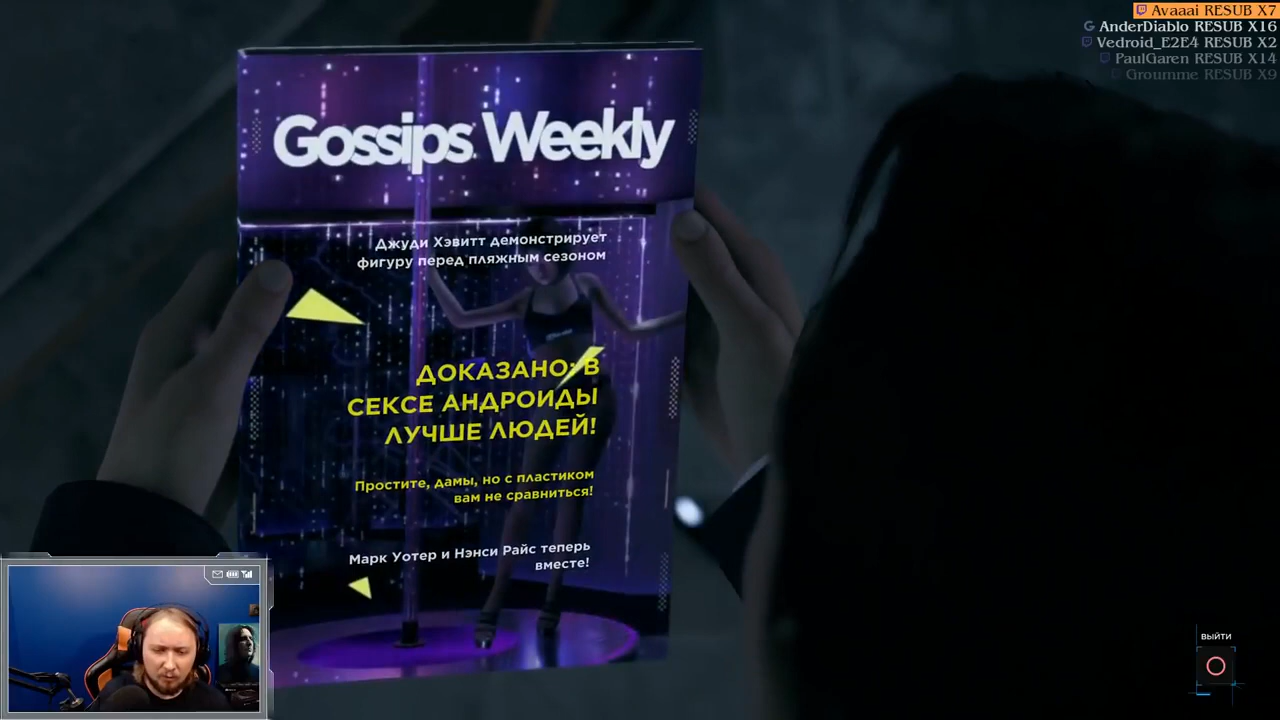 Avaaai RESUB X7
AnderDiablo RESUB X16
Vedroid_E2E4 RESUB X2
PaulGaren RESUB X14
Groumme RESUB X9
Gossips Weekly
Джуди Хэвитт демонстрирует
фигуру перед пляжным сезоном
ДОКАЗАНО: В
СЕКСЕ АНДРОИДЫ
ЛУЧШЕ ЛЮДЕЙ!
Простите, дамы, но с пластиком
вам не сравниться!
Марк Уотер и Нэнси Райс теперь
вместе!
ВЫЙТИ